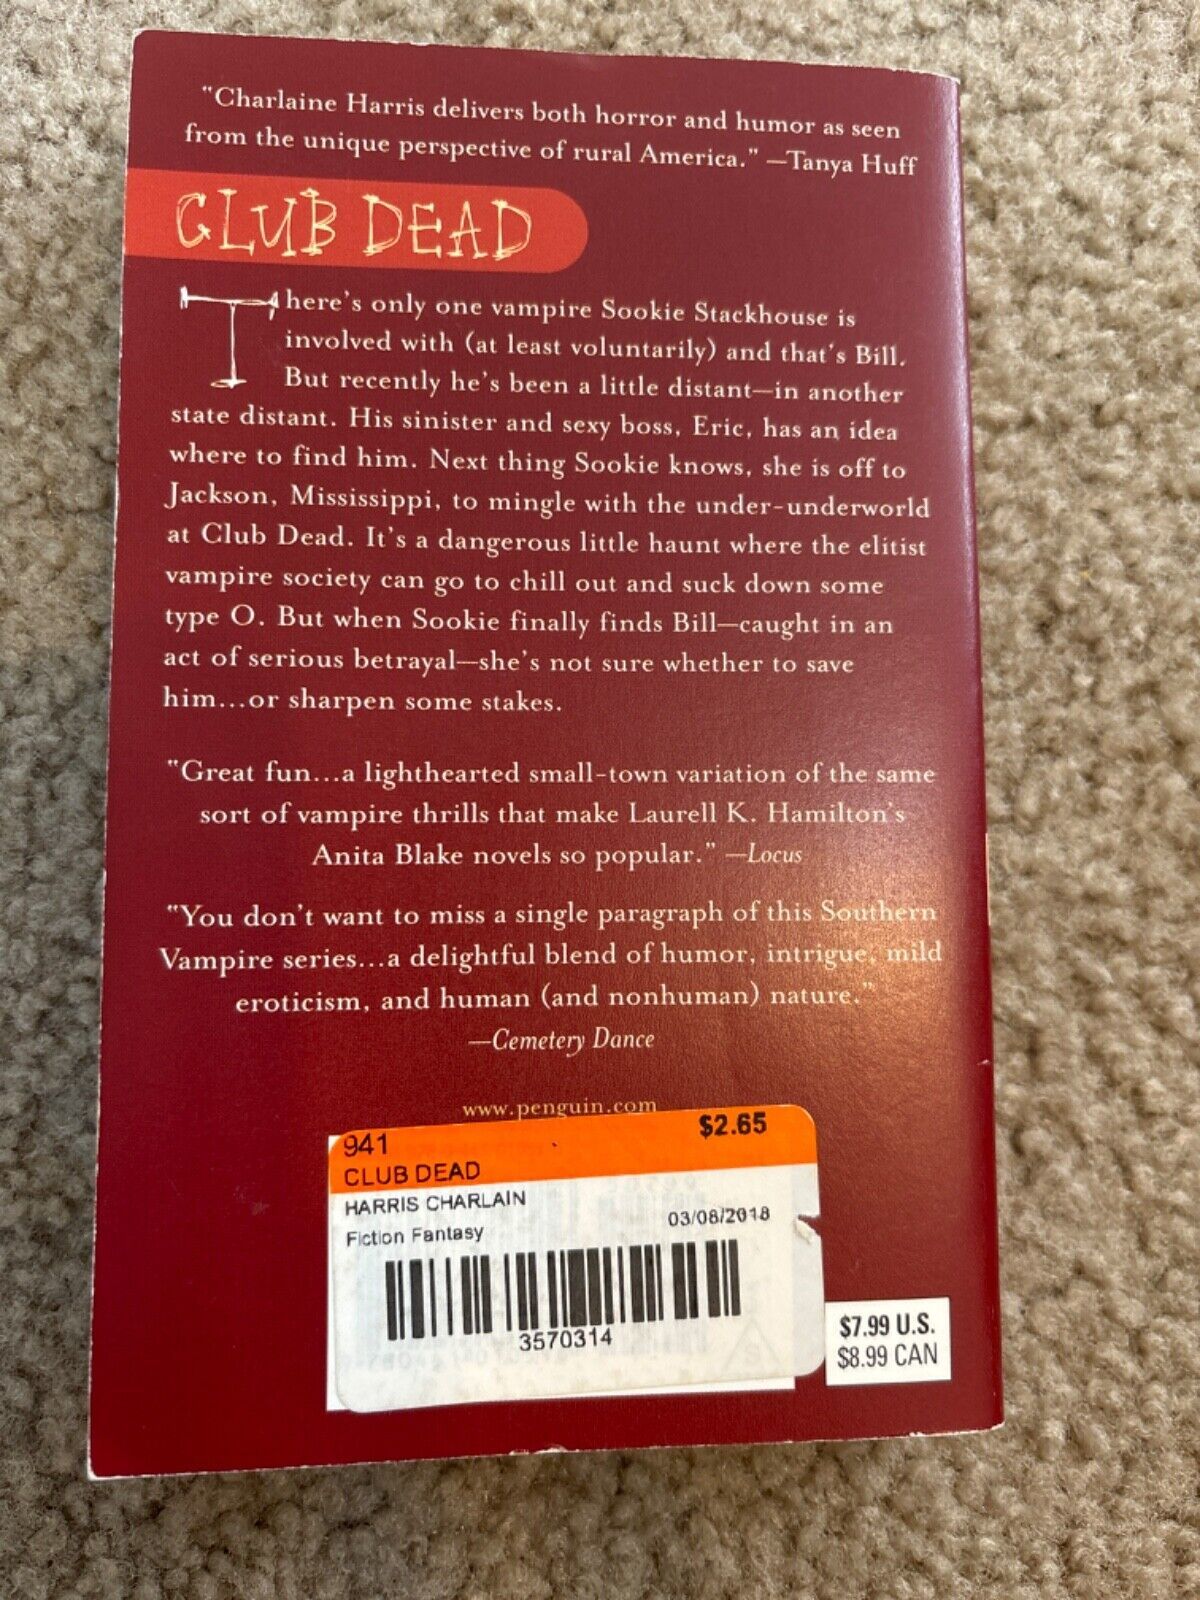 "Charlaine Harris delivers both horror and humor as seen
from the unique perspective of rural America." —Tanya Huff
CLUB DEAD
There's only one vampire Sookie Stackhouse is
involved with (at least voluntarily) and that's Bill.
But recently he's been a little distant—in another
state distant. His sinister and sexy boss, Eric, has an idea
where to find him. Next thing Sookie knows, she is off to
Jackson, Mississippi, to mingle with the under-underworld
at Club Dead. It's a dangerous little haunt where the elitist
vampire society can go to chill out and suck down some
type O. But when Sookie finally finds Bill—caught in an
act of serious betrayal—she's not sure whether to save
him...or sharpen some stakes.
"Great fun...a lighthearted small-town variation of the same
sort of vampire thrills that make Laurell K. Hamilton's
Anita Blake novels so popular." —Locus
"You don't want to miss a single paragraph of this Southern
Vampire series...a delightful blend of humor, intrigue, mild
eroticism, and human (and nonhuman) nature."
—Cemetery Dance
www.penguin.com
941 $2.65
CLUB DEAD
HARRIS CHARLAIN
Fiction Fantasy 03/08/2018
3570314
$7.99 U.S.
$8.99 CAN